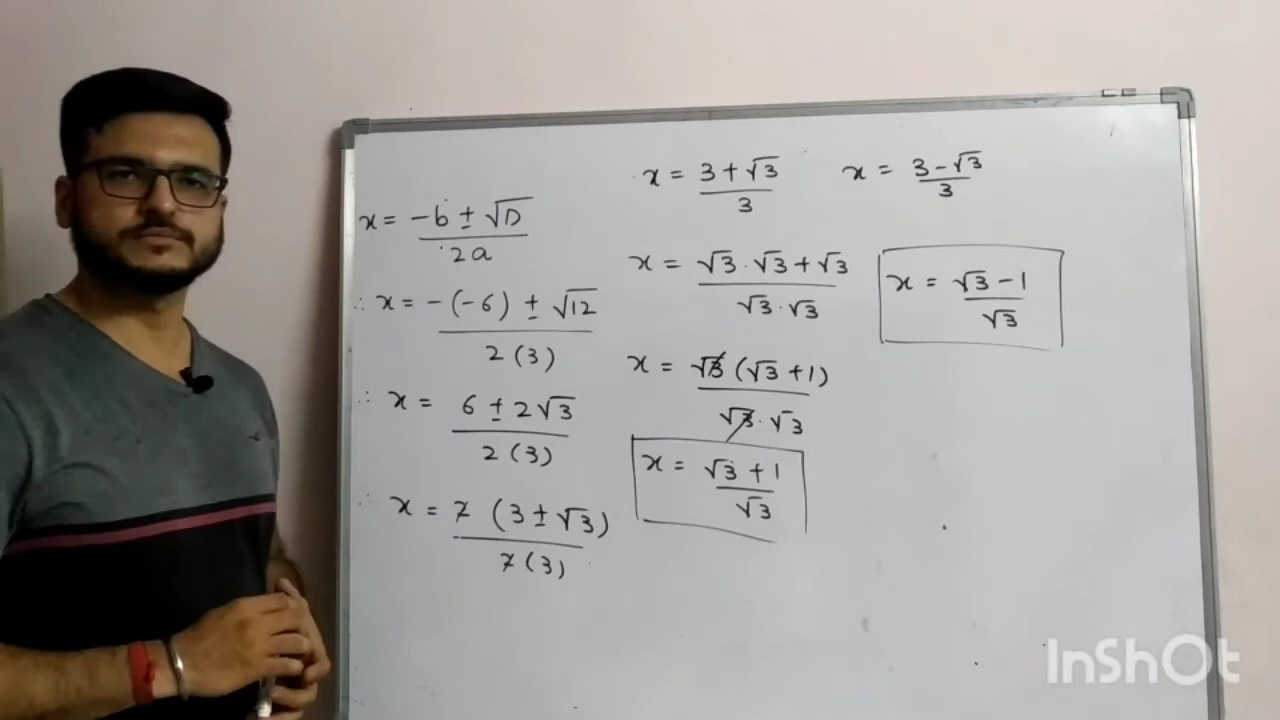 x = -b ± √D / 2a
∴ x = -(-6) ± √12 / 2(3)
∴ x = 6 ± 2√3 / 2(3)
∴ x = 2 (3 ± √3) / 2(3)
x = 3 + √3 / 3
x = √3 . √3 + √3 / √3 . √3
x = √3 (√3 + 1) / √3 . √3
x = √3 + 1 / √3
x = 3 - √3 / 3
x = √3 - 1 / √3
InShOt